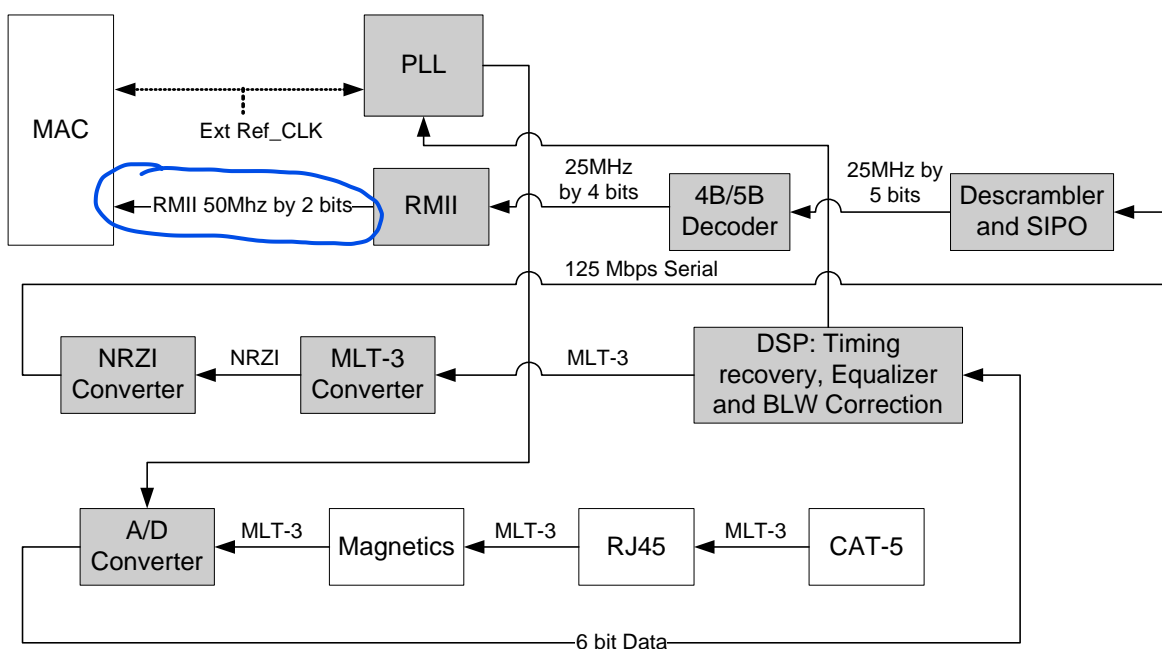 PLL
MAC
Ext Ref_CLK
25MHz
by 4 bits
25MHz by
5 bits
4B/5B
Decoder
Descrambler
and SIPO
RMII 50Mhz by 2 bits
RMII
125 Mbps Serial
NRZI
Converter
NRZI
MLT-3
Converter
MLT-3
DSP: Timing
recovery, Equalizer
and BLW Correction
A/D
Converter
MLT-3
Magnetics
MLT-3
RJ45
MLT-3
CAT-5
6 bit Data